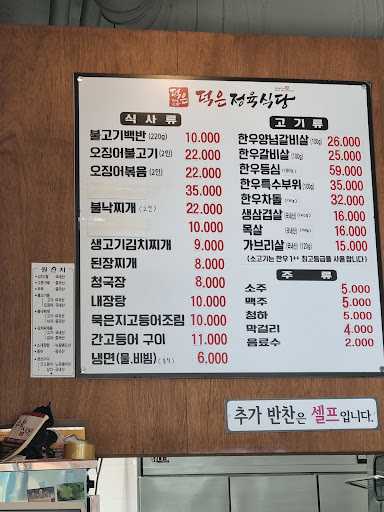 덕은 정육식당
식사류
불고기백반 (220g) 10.000
오징어불고기 (2인) 22.000
오징어볶음 (2인) 22.000
35.000
불낙찌개 (2인) 22.000
10.000
생고기김치찌개 9.000
된장찌개 8.000
청국장 8.000
내장탕 10.000
묵은지고등어조림 10.000
간고등어 구이 11.000
냉면(물,비빔) 6.000
고기류
한우양념갈비살 (100g) 26.000
한우갈비살 (100g) 25.000
한우등심 59.000
한우특수부위 (100g) 35.000
한우차돌 32.000
생삼겹살 16.000
목살 16.000
가브리살 (국내산) (120g) 15.000
(소고기는 한우 1++ 최고등급을 사용합니다)
주류
소주 5.000
맥주 5.000
청하 5.000
막걸리 4.000
음료수 2.000
원산지
추가 반찬은 셀프입니다.